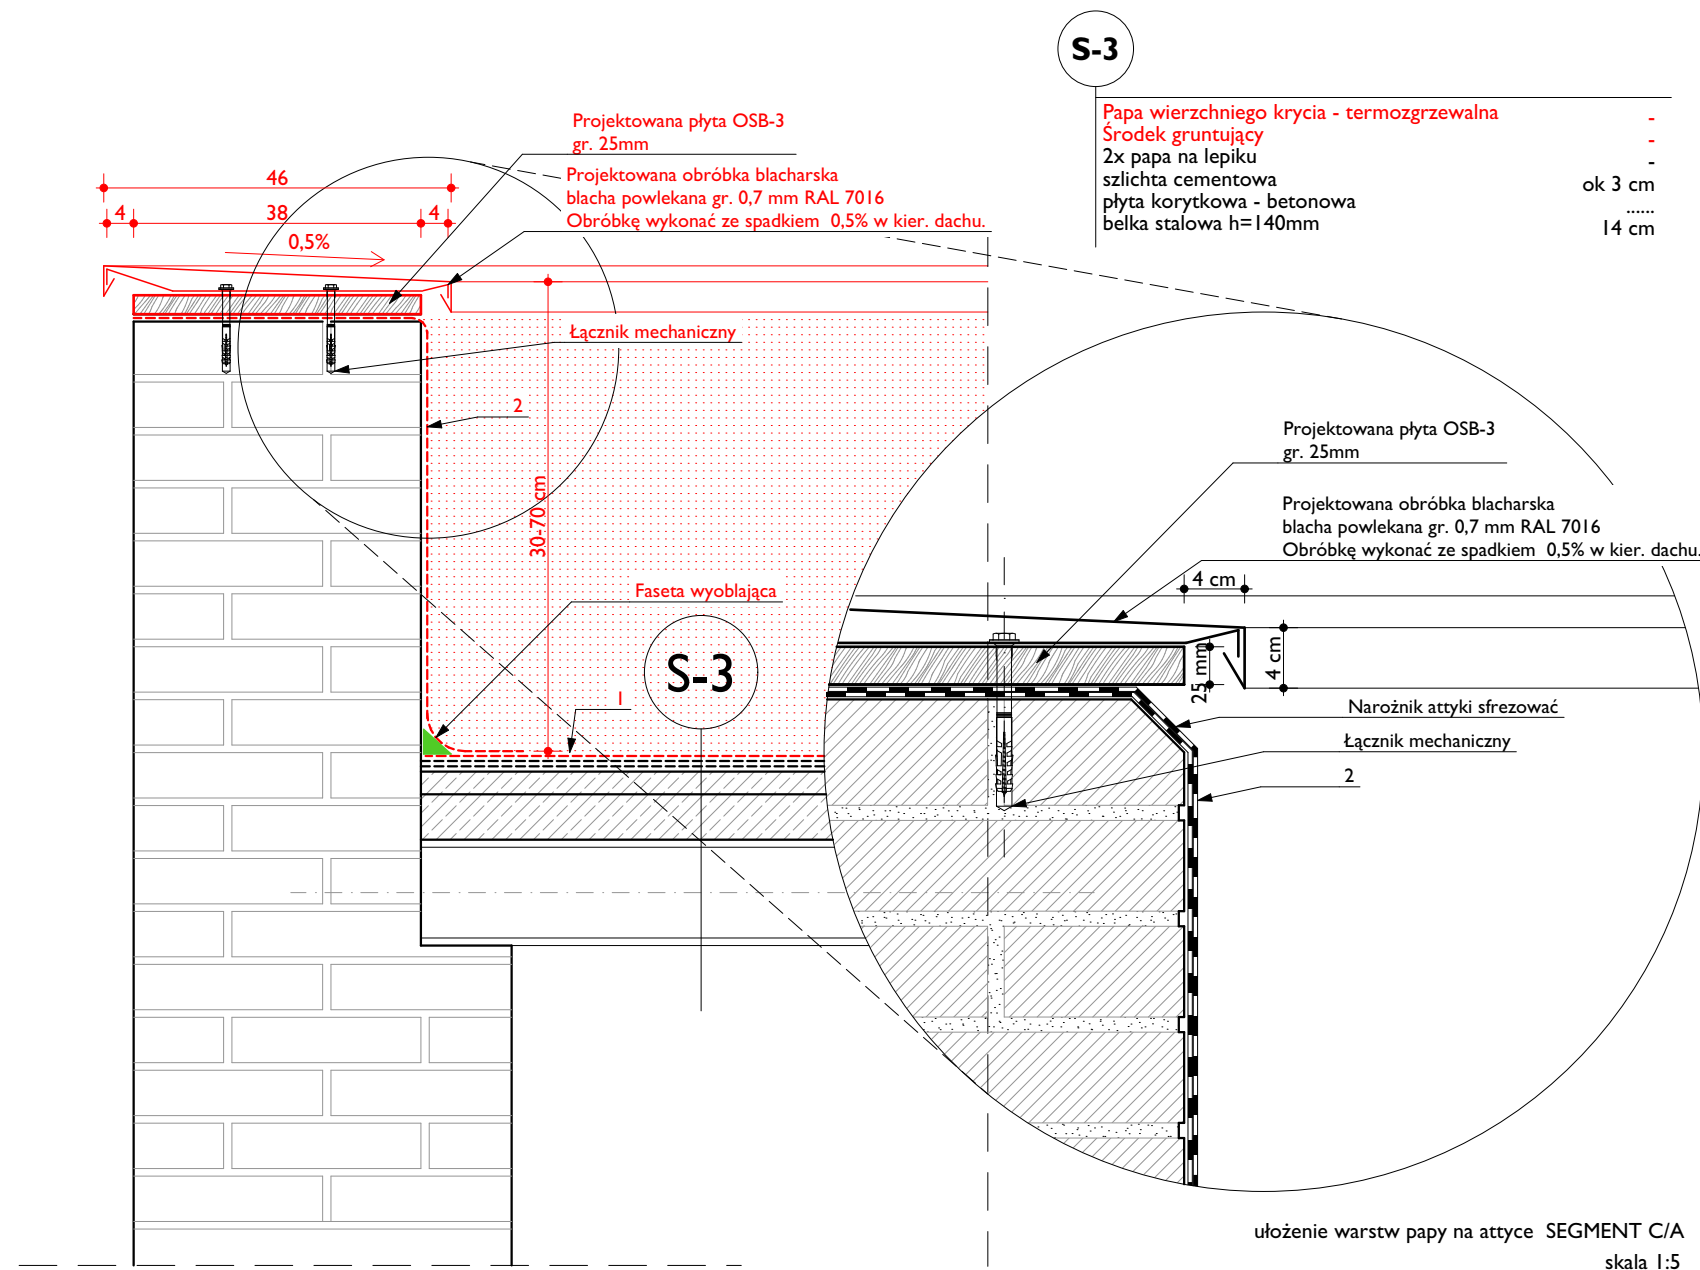 S-3
Papa wierzchniego krycia - termozgrzewalna -
Środek gruntujący -
2x papa na lepiku -
szlichta cementowa ok 3 cm
płyta korytkowa - betonowa ......
belka stalowa h=140mm 14 cm
Projektowana płyta OSB-3
gr. 25mm
Projektowana obróbka blacharska
blacha powlekana gr. 0,7 mm RAL 7016
Obróbkę wykonać ze spadkiem 0,5% w kier. dachu.
46
4 38 4
0,5%
Łącznik mechaniczny
2
30-70 cm
Faseta wyoblająca
S-3
1
Projektowana płyta OSB-3
gr. 25mm
Projektowana obróbka blacharska
blacha powlekana gr. 0,7 mm RAL 7016
Obróbkę wykonać ze spadkiem 0,5% w kier. dachu.
4 cm
4 cm
25 mm
Narożnik attyki sfrezować
Łącznik mechaniczny
2
ułożenie warstw papy na attyce SEGMENT C/A
skala 1:5